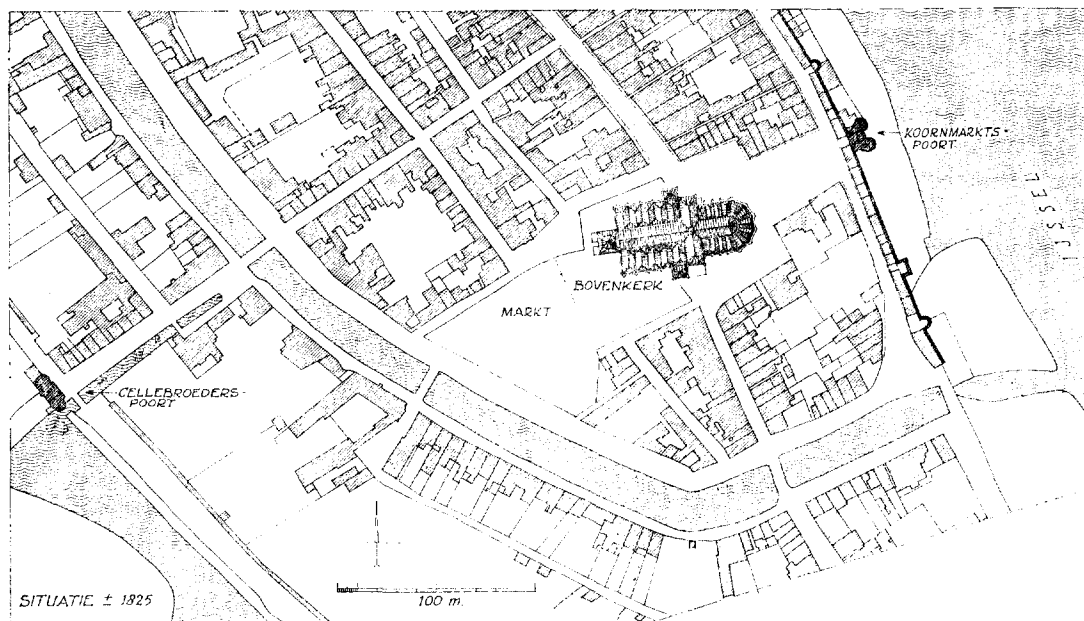 KOORNMARKTS-
POORT
IJSSEL
BOVENKERK
MARKT
CELLEBROEDERS-
POORT
SITUATIE ± 1825
100 m.